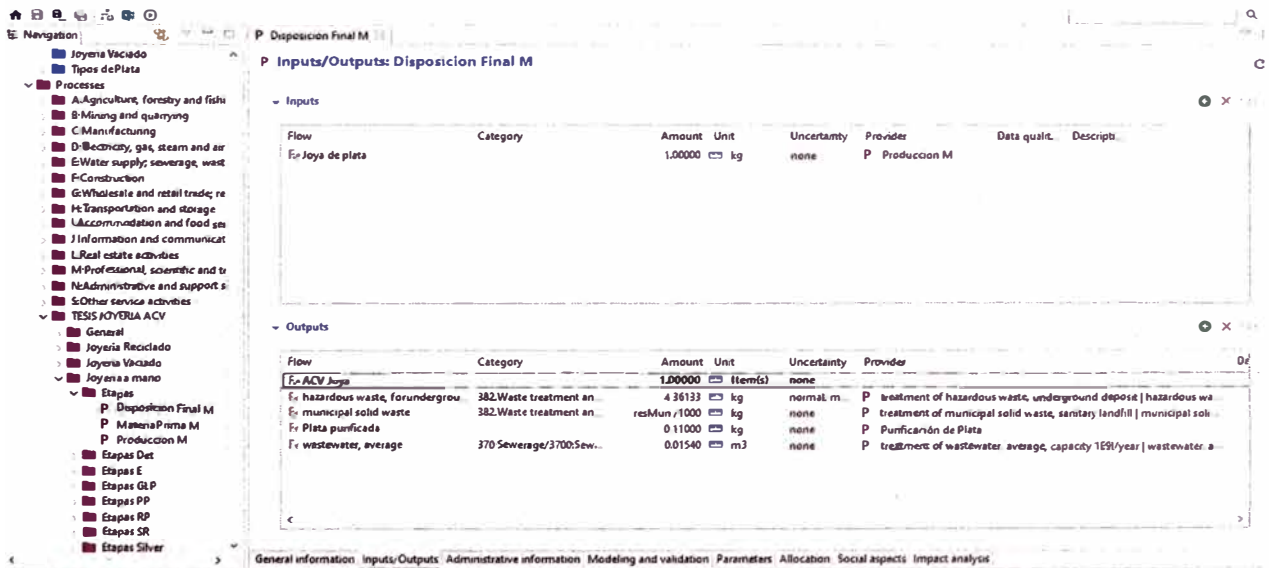 Navigation
Joyeria Vaciado
Tipos de Plata
Processes
A:Agriculture, forestry and fishi
B:Mining and quarrying
C:Manufacturing
D:Electricity, gas, steam and air
E:Water supply; sewerage, wast
F:Construction
G:Wholesale and retail trade; re
H:Transportation and storage
I:Accommodation and food ser
J:Information and communicat
L:Real estate activities
M:Professional, scientific and te
N:Administrative and support s
S:Other service activities
TESIS JOYERIA ACV
General
Joyeria Reciclado
Joyeria Vaciado
Joyeria a mano
Etapas
P Disposicion Final M
P Materia Prima M
P Produccion M
Etapas Det
Etapas E
Etapas GLP
Etapas PP
Etapas RP
Etapas SR
Etapas Silver
P Disposicion Final M
P Inputs/Outputs: Disposicion Final M
Inputs
Flow Category Amount Unit Uncertainty Provider Data qualit... Descripti...
Joya de plata 1.00000 kg none P Produccion M
Outputs
Flow Category Amount Unit Uncertainty Provider De
ACV Joya 1.00000 Item(s) none
hazardous waste, for undergrou 382:Waste treatment an 4.36133 kg normal: m P treatment of hazardous waste, underground deposit | hazardous wa
municipal solid waste 382:Waste treatment an resMun /1000 kg none P treatment of municipal solid waste, sanitary landfill | municipal soli
Plata purificada 0.11000 kg none P Purificación de Plata
wastewater, average 370:Sewerage/3700:Sew... 0.01540 m3 none P treatment of wastewater, average, capacity 1E9l/year | wastewater, a
General information Inputs/Outputs Administrative information Modeling and validation Parameters Allocation Social aspects Impact analysis